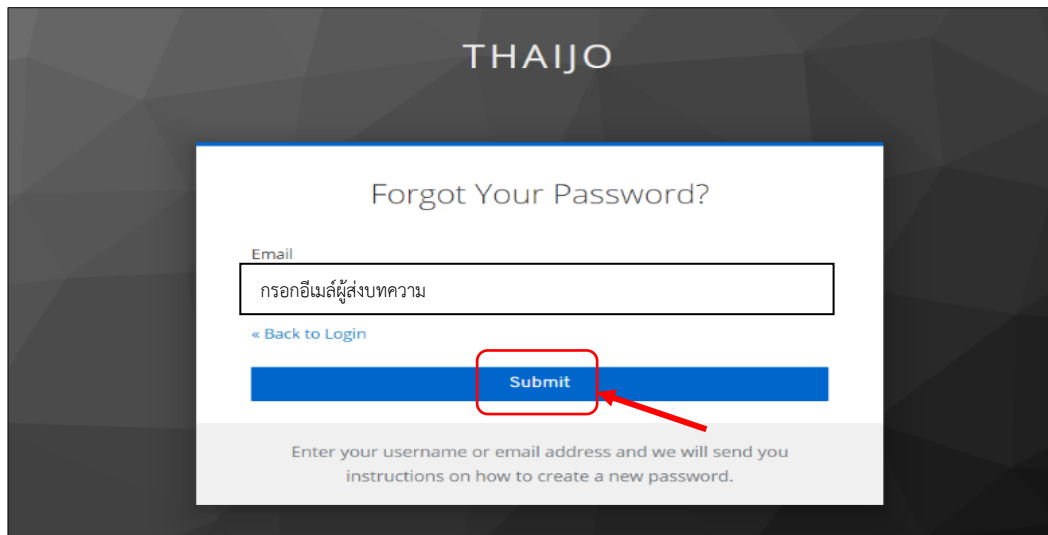 THAIJO
Forgot Your Password?
Email
กรอกอีเมล์ผู้ส่งบทความ
« Back to Login
Submit
Enter your username or email address and we will send you
instructions on how to create a new password.